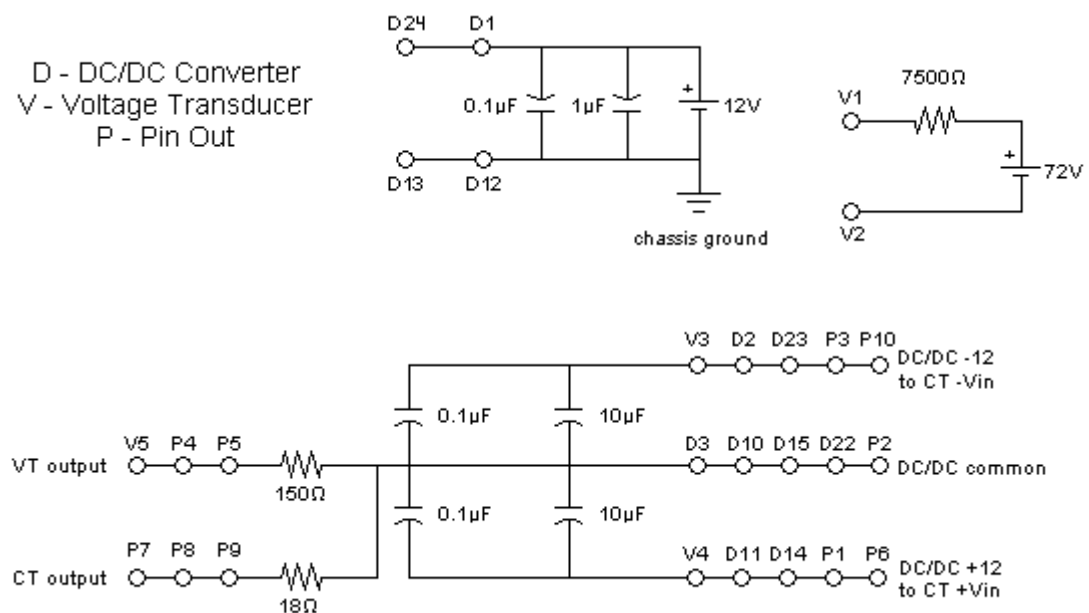 D - DC/DC Converter
V - Voltage Transducer
P - Pin Out
D24 D1
0.1µF 1µF 12V
D13 D12
chassis ground
7500Ω
V1
72V
V2
V3 D2 D23 P3 P10
DC/DC -12
to CT -Vin
0.1µF 10µF
VT output
V5 P4 P5
150Ω
D3 D10 D15 D22 P2
DC/DC common
0.1µF 10µF
CT output
P7 P8 P9
18Ω
V4 D11 D14 P1 P6
DC/DC +12
to CT +Vin